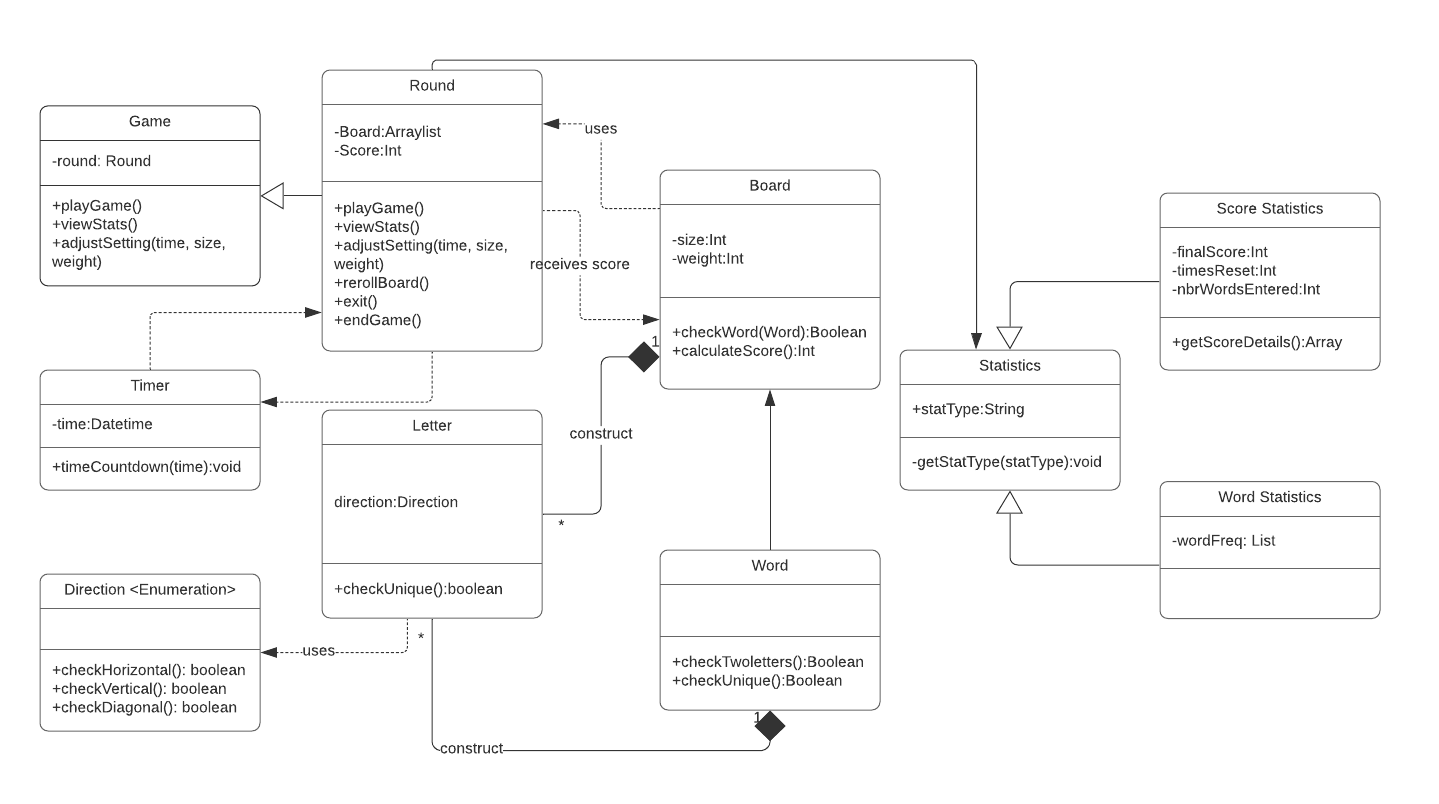 Round
-Board:Arraylist
-Score:Int
+playGame()
+viewStats()
+adjustSetting(time, size,
weight)
+rerollBoard()
+exit()
+endGame()
Game
-round: Round
+playGame()
+viewStats()
+adjustSetting(time, size,
weight)
uses
receives score
Board
-size:Int
-weight:Int
+checkWord(Word):Boolean
+calculateScore():Int
1
Score Statistics
-finalScore:Int
-timesReset:Int
-nbrWordsEntered:Int
+getScoreDetails():Array
Timer
-time:Datetime
+timeCountdown(time):void
Letter
direction:Direction
+checkUnique():boolean
construct
*
Statistics
+statType:String
-getStatType(statType):void
Word Statistics
-wordFreq: List
Direction <Enumeration>
+checkHorizontal(): boolean
+checkVertical(): boolean
+checkDiagonal(): boolean
uses
*
Word
+checkTwoletters():Boolean
+checkUnique():Boolean
1
construct